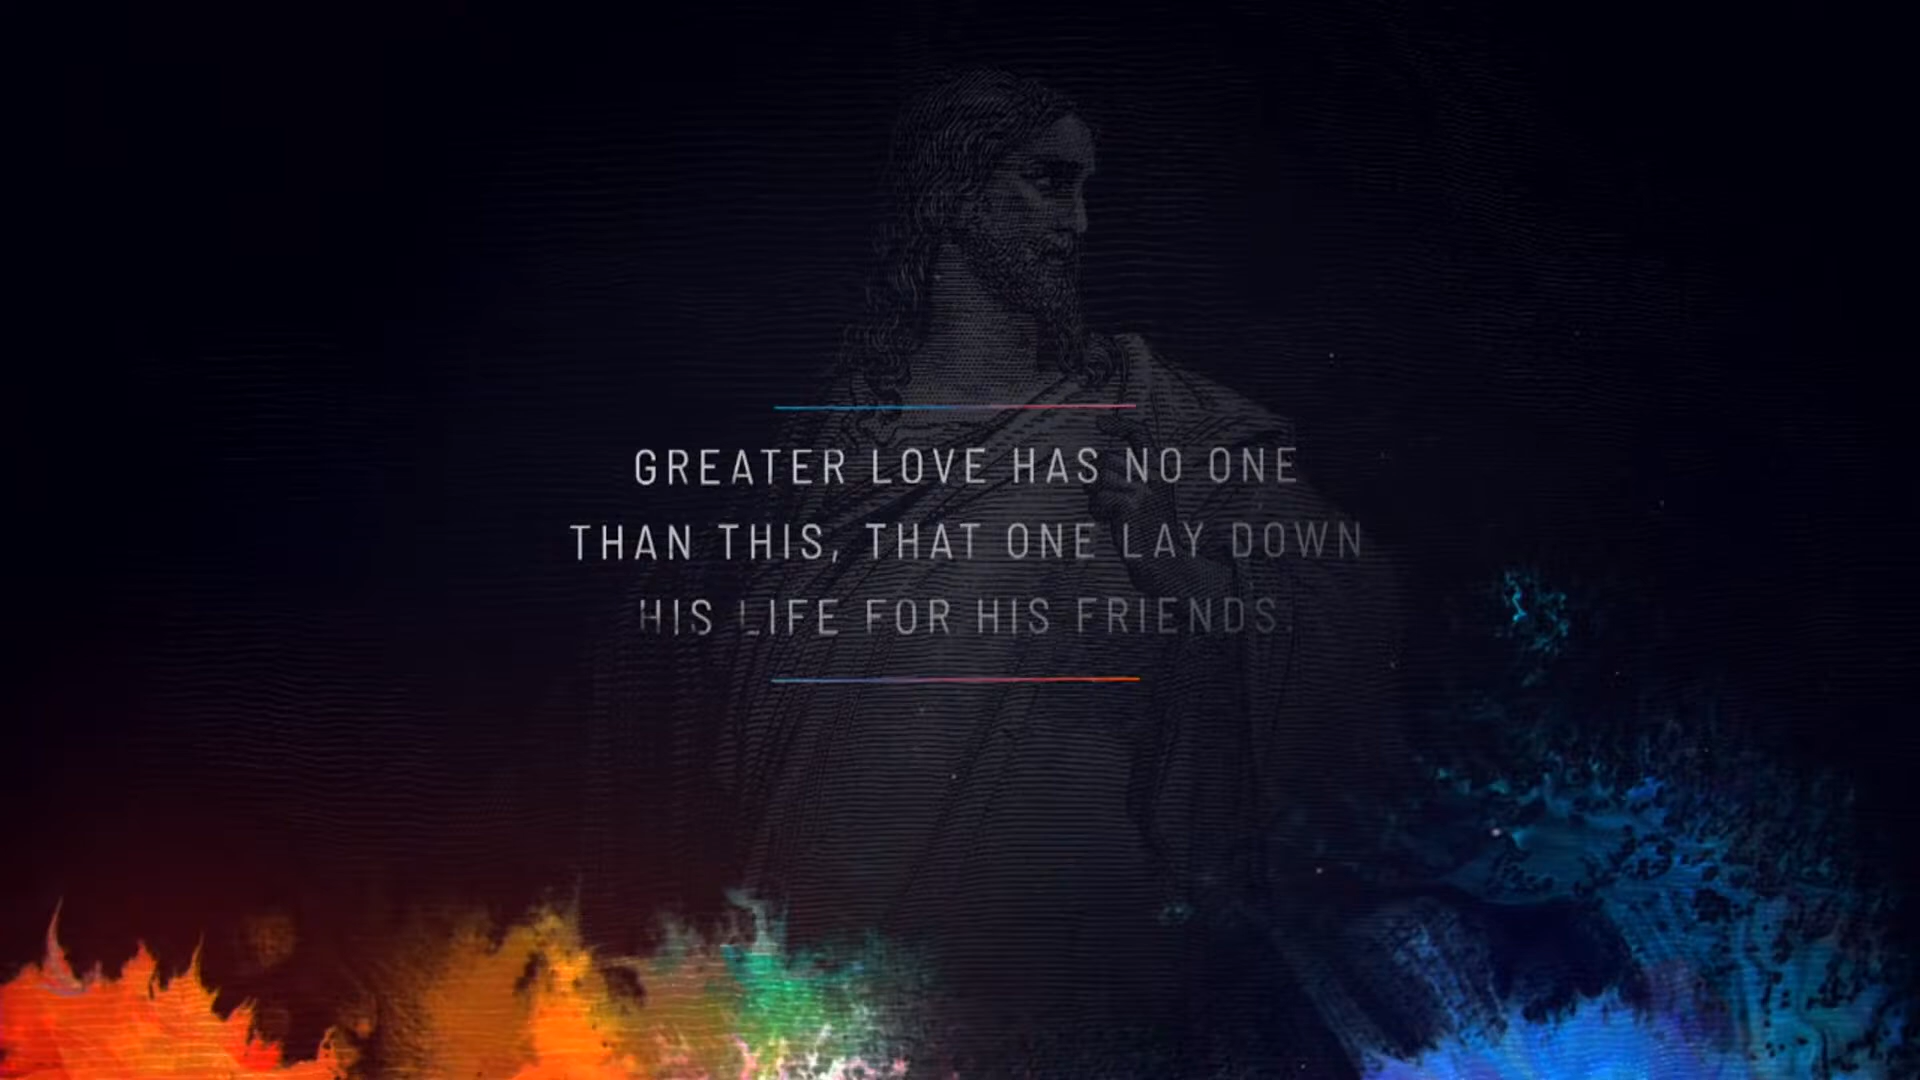 GREATER LOVE HAS NO ONE
THAN THIS, THAT ONE LAY DOWN
HIS LIFE FOR HIS FRIENDS.